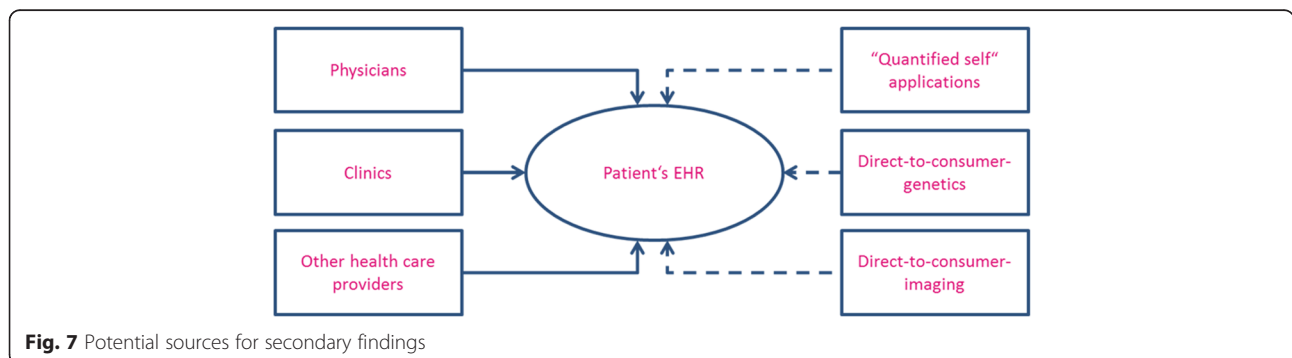 Physicians
Clinics
Other health care
providers
Patient‘s EHR
“Quantified self“
applications
Direct-to-consumer-
genetics
Direct-to-consumer-
imaging
Fig. 7 Potential sources for secondary findings